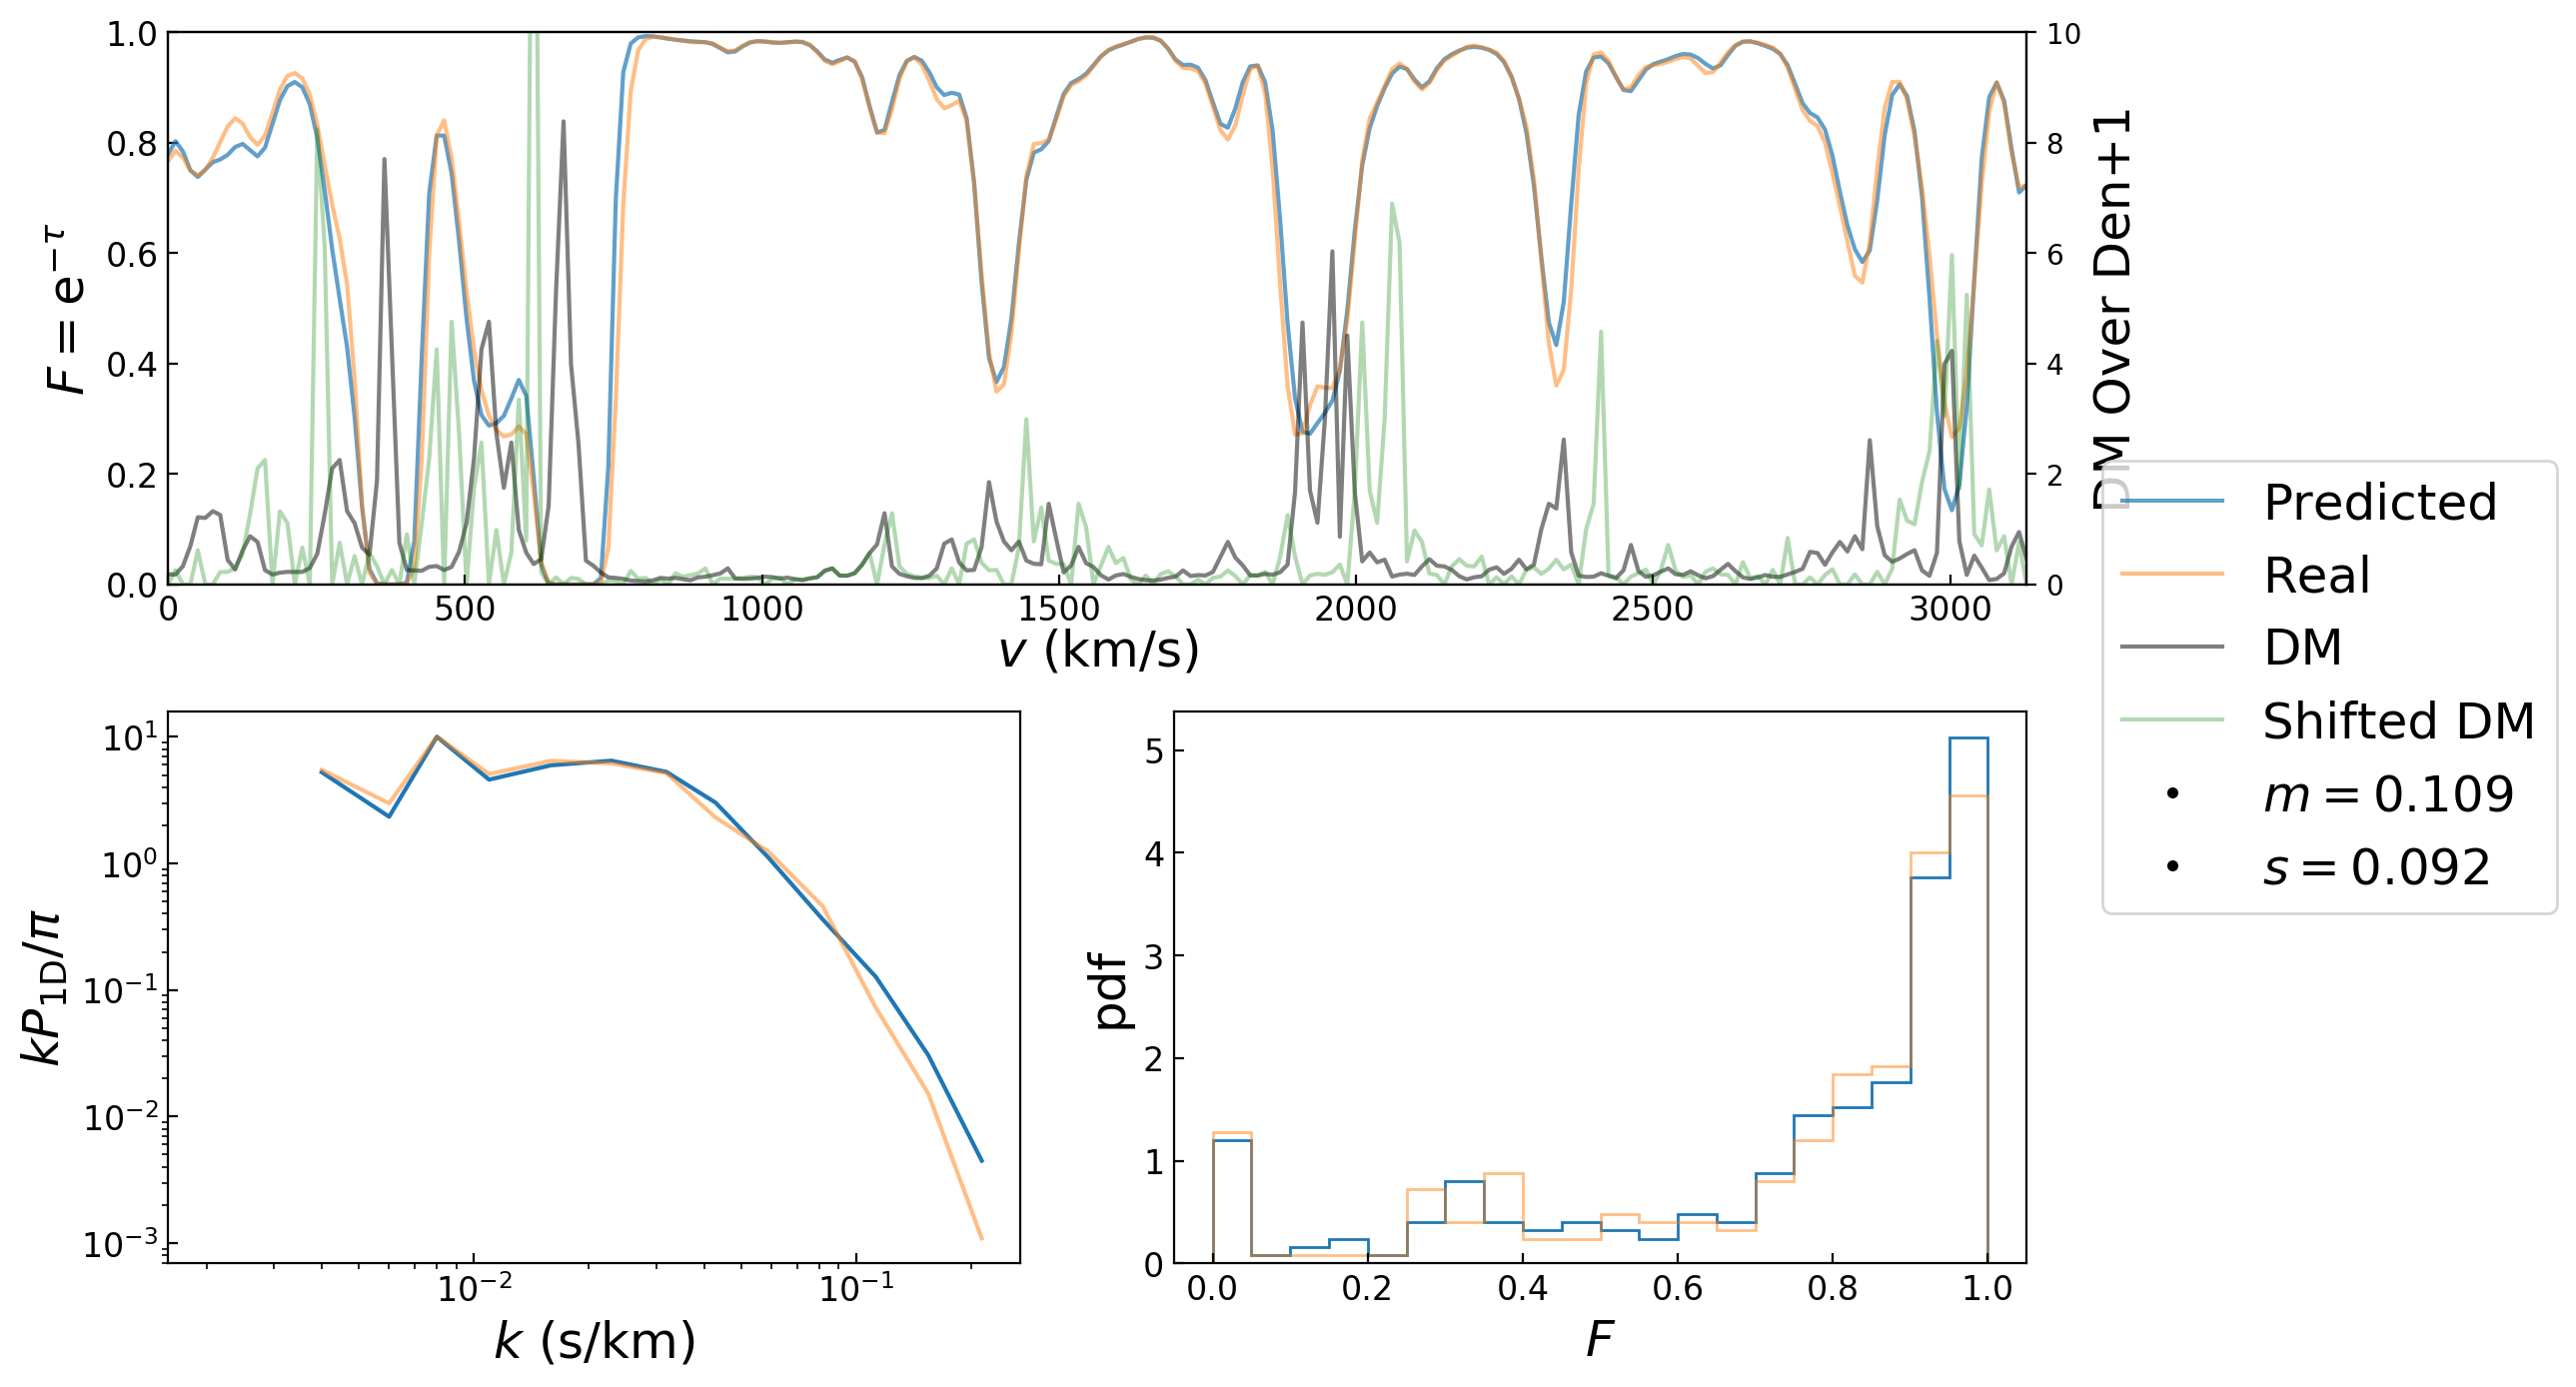 1.0
0.8
0.6
0.4
0.2
0.0
F = e^{−τ}
0 500 1000 1500 2000 2500 3000
v (km/s)
10
8
6
4
2
0
DM Over Den+1
Predicted
Real
DM
Shifted DM
m = 0.109
s = 0.092
10^1
10^0
10^{−1}
10^{−2}
10^{−3}
kP_{1D}/π
10^{−2} 10^{−1}
k (s/km)
5
4
3
2
1
0
pdf
0.0 0.2 0.4 0.6 0.8 1.0
F